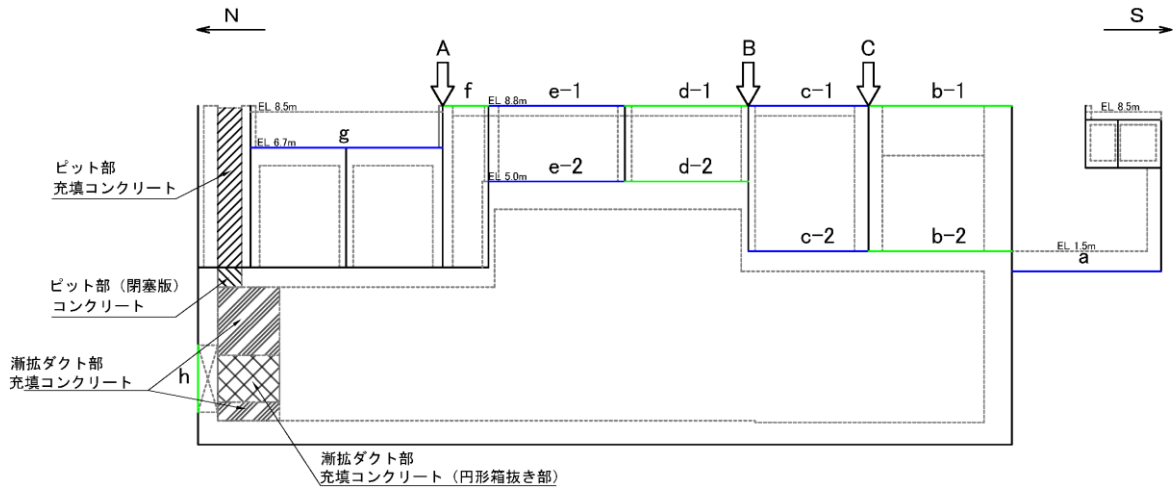 N
S
A
B
C
f
e-1
d-1
c-1
b-1
EL 8.5m
EL 8.8m
EL 8.5m
EL 6.7m
g
ピット部
充填コンクリート
e-2
d-2
EL 5.0m
c-2
b-2
EL 1.5m
a
ピット部（閉塞版）
コンクリート
漸拡ダクト部
充填コンクリート
h
漸拡ダクト部
充填コンクリート（円形箱抜き部）